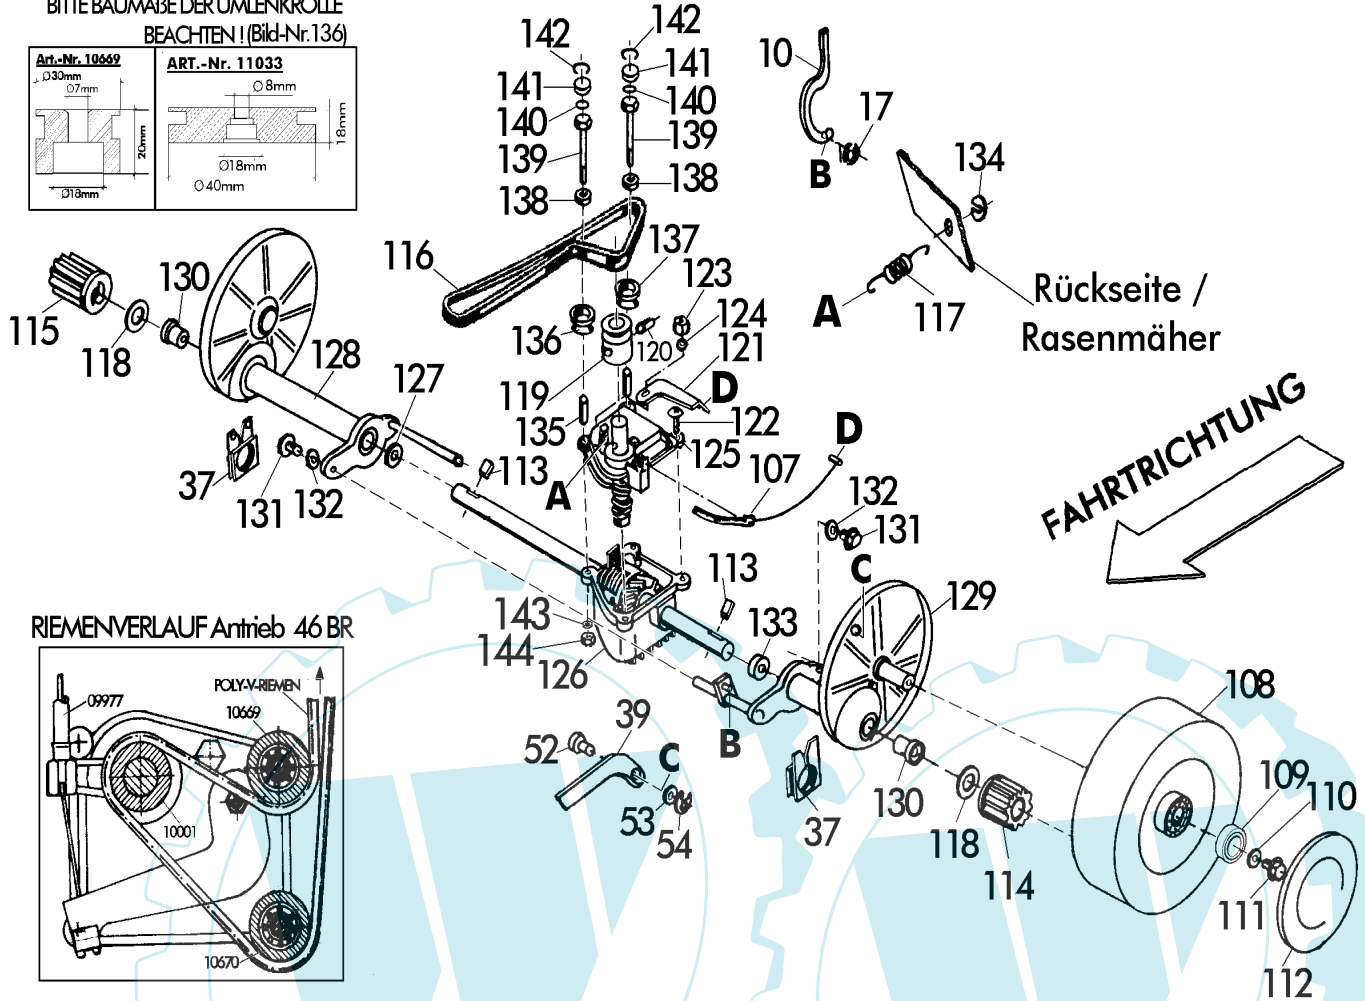 BITTE BAUMAßE DER UMLENKROLLE
BEACHTEN ! (Bild-Nr.136)
Art.-Nr. 10669
Ø30mm
Ø7mm
20mm
Ø18mm
ART.-Nr. 11033
Ø8mm
18mm
Ø18mm
Ø40mm
142
142
141
141
140
140
139
139
138
138
10
17
B
134
A
117
Rückseite /
Rasenmäher
115
118
130
116
137
123
124
136
120
121
119
D
128
127
135
122
125
D
107
37
131
132
113
A
132
131
FAHRTRICHTUNG
C
113
129
143
144
126
133
B
RIEMENVERLAUF Antrieb 46 BR
09977
POLY-V-RIEMEN
10669
10001
10670
39
52
C
53
54
37
130
118
114
108
109
110
111
112